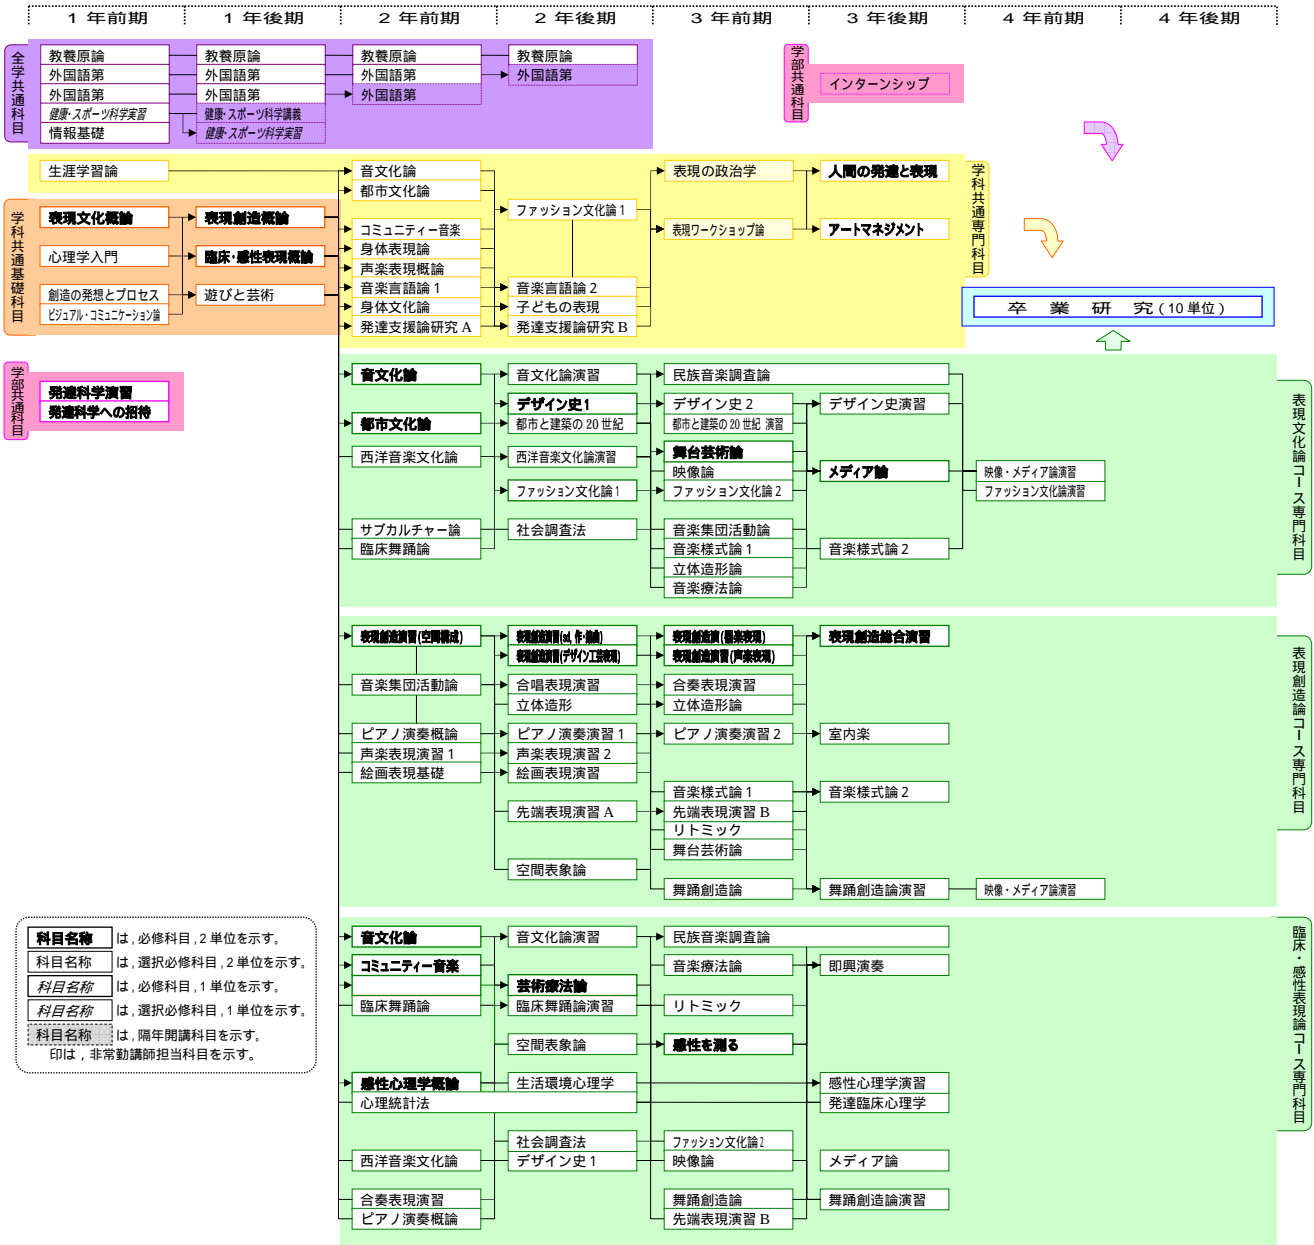 1 年前期
1 年後期
2 年前期
2 年後期
3 年前期
3 年後期
4 年前期
4 年後期
全学共通科目
教養原論
教養原論
教養原論
教養原論
外国語第
外国語第
外国語第
外国語第
外国語第
外国語第
外国語第
健康・スポーツ科学実習
健康・スポーツ科学講義
情報基礎
健康・スポーツ科学実習
学部共通科目
インターンシップ
生涯学習論
音文化論
都市文化論
ファッション文化論 1
表現の政治学
人間の発達と表現
学科共通専門科目
学科共通基礎科目
表現文化概論
表現創造概論
コミュニティー音楽
表現ワークショップ論
アートマネジメント
心理学入門
臨床・感性表現概論
身体表現論
声楽表現概論
創造の発想とプロセス
遊びと芸術
音楽言語論 1
音楽言語論 2
ビジュアル・コミュニケーション論
身体文化論
子どもの表現
発達支援論研究 A
発達支援論研究 B
卒 業 研 究 (10 単位)
学部共通科目
発達科学演習
発達科学への招待
音文化論
音文化論演習
民族音楽調査論
デザイン史 1
デザイン史 2
デザイン史演習
都市文化論
都市と建築の 20 世紀
都市と建築の 20 世紀 演習
西洋音楽文化論
西洋音楽文化論演習
舞台芸術論
映像論
メディア論
映像・メディア論演習
ファッション文化論 1
ファッション文化論 2
ファッション文化論演習
サブカルチャー論
社会調査法
音楽集団活動論
臨床舞踊論
音楽様式論 1
音楽様式論 2
立体造形論
音楽療法論
表現文化論コース専門科目
表現創造演習(空間構成)
表現創造演習(デザイン工芸表現)
表現創造演(器楽表現)
表現創造演習(声楽表現)
表現創造総合演習
音楽集団活動論
合唱表現演習
合奏表現演習
立体造形
立体造形論
ピアノ演奏概論
ピアノ演奏演習 1
ピアノ演奏演習 2
室内楽
声楽表現演習 1
声楽表現演習 2
絵画表現基礎
絵画表現演習
音楽様式論 1
音楽様式論 2
先端表現演習 A
先端表現演習 B
リトミック
舞台芸術論
空間表象論
舞踊創造論
舞踊創造論演習
映像・メディア論演習
表現創造論コース専門科目
科目名称 は，必修科目，2 単位を示す。
科目名称 は，選択必修科目，2 単位を示す。
科目名称 は，必修科目，1 単位を示す。
科目名称 は，選択必修科目，1 単位を示す。
科目名称 は，隔年開講科目を示す。
印は，非常勤講師担当科目を示す。
音文化論
音文化論演習
民族音楽調査論
コミュニティー音楽
音楽療法論
即興演奏
芸術療法論
臨床舞踊論
臨床舞踊論演習
リトミック
空間表象論
感性を測る
感性心理学概論
生活環境心理学
感性心理学演習
心理統計法
発達臨床心理学
社会調査法
ファッション文化論 2
西洋音楽文化論
デザイン史 1
映像論
メディア論
合奏表現演習
舞踊創造論
舞踊創造論演習
ピアノ演奏概論
先端表現演習 B
臨床・感性表現論コース専門科目